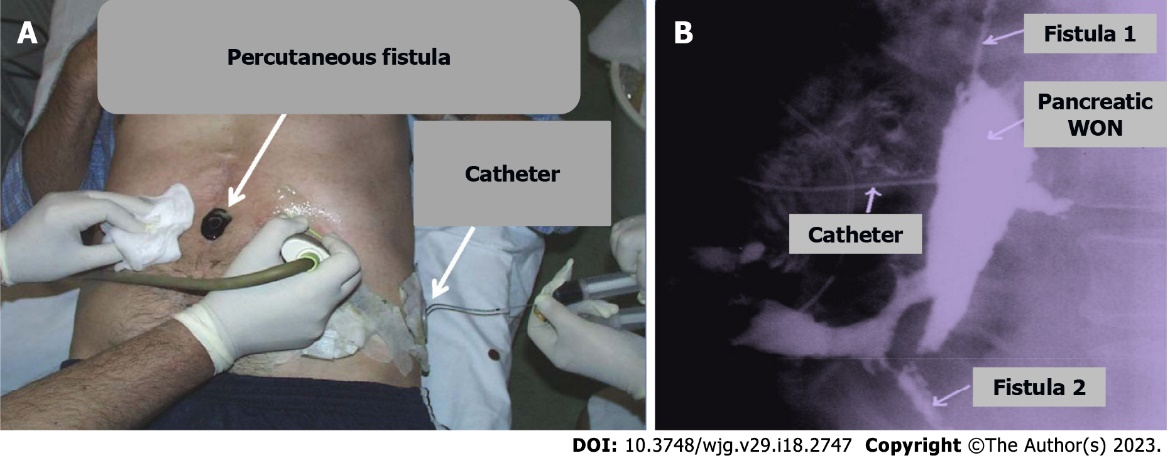 A
Percutaneous fistula
Catheter
B
Fistula 1
Pancreatic
WON
Catheter
Fistula 2
DOI: 10.3748/wjg.v29.i18.2747 Copyright ©The Author(s) 2023.